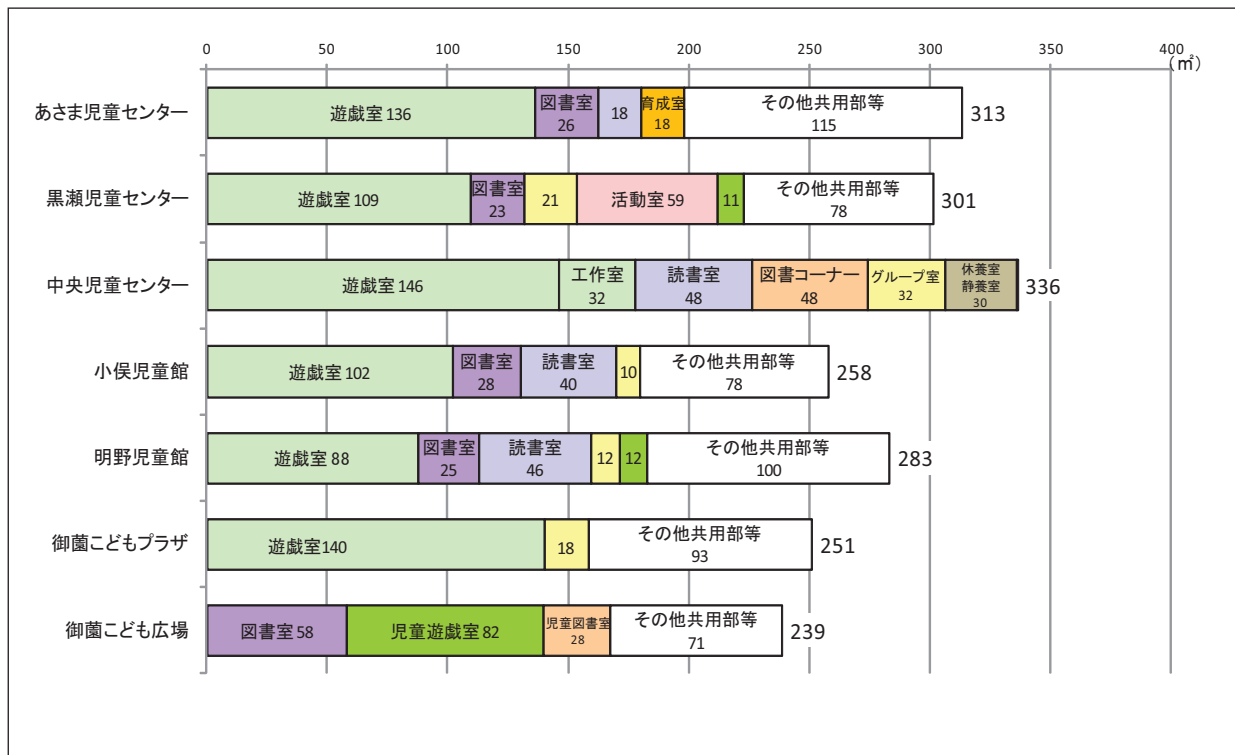 0 50 100 150 200 250 300 350 400
(㎡)
あさま児童センター 遊戯室 136 図書室 26 18 育成室 18 その他共用部等 115 313
黒瀬児童センター 遊戯室 109 図書室 23 21 活動室 59 11 その他共用部等 78 301
中央児童センター 遊戯室 146 工作室 32 読書室 48 図書コーナー 48 グループ室 32 休養室 静養室 30 336
小俣児童館 遊戯室 102 図書室 28 読書室 40 10 その他共用部等 78 258
明野児童館 遊戯室 88 図書室 25 読書室 46 12 12 その他共用部等 100 283
御薗こどもプラザ 遊戯室140 18 その他共用部等 93 251
御薗こども広場 図書室 58 児童遊戯室 82 児童図書室 28 その他共用部等 71 239